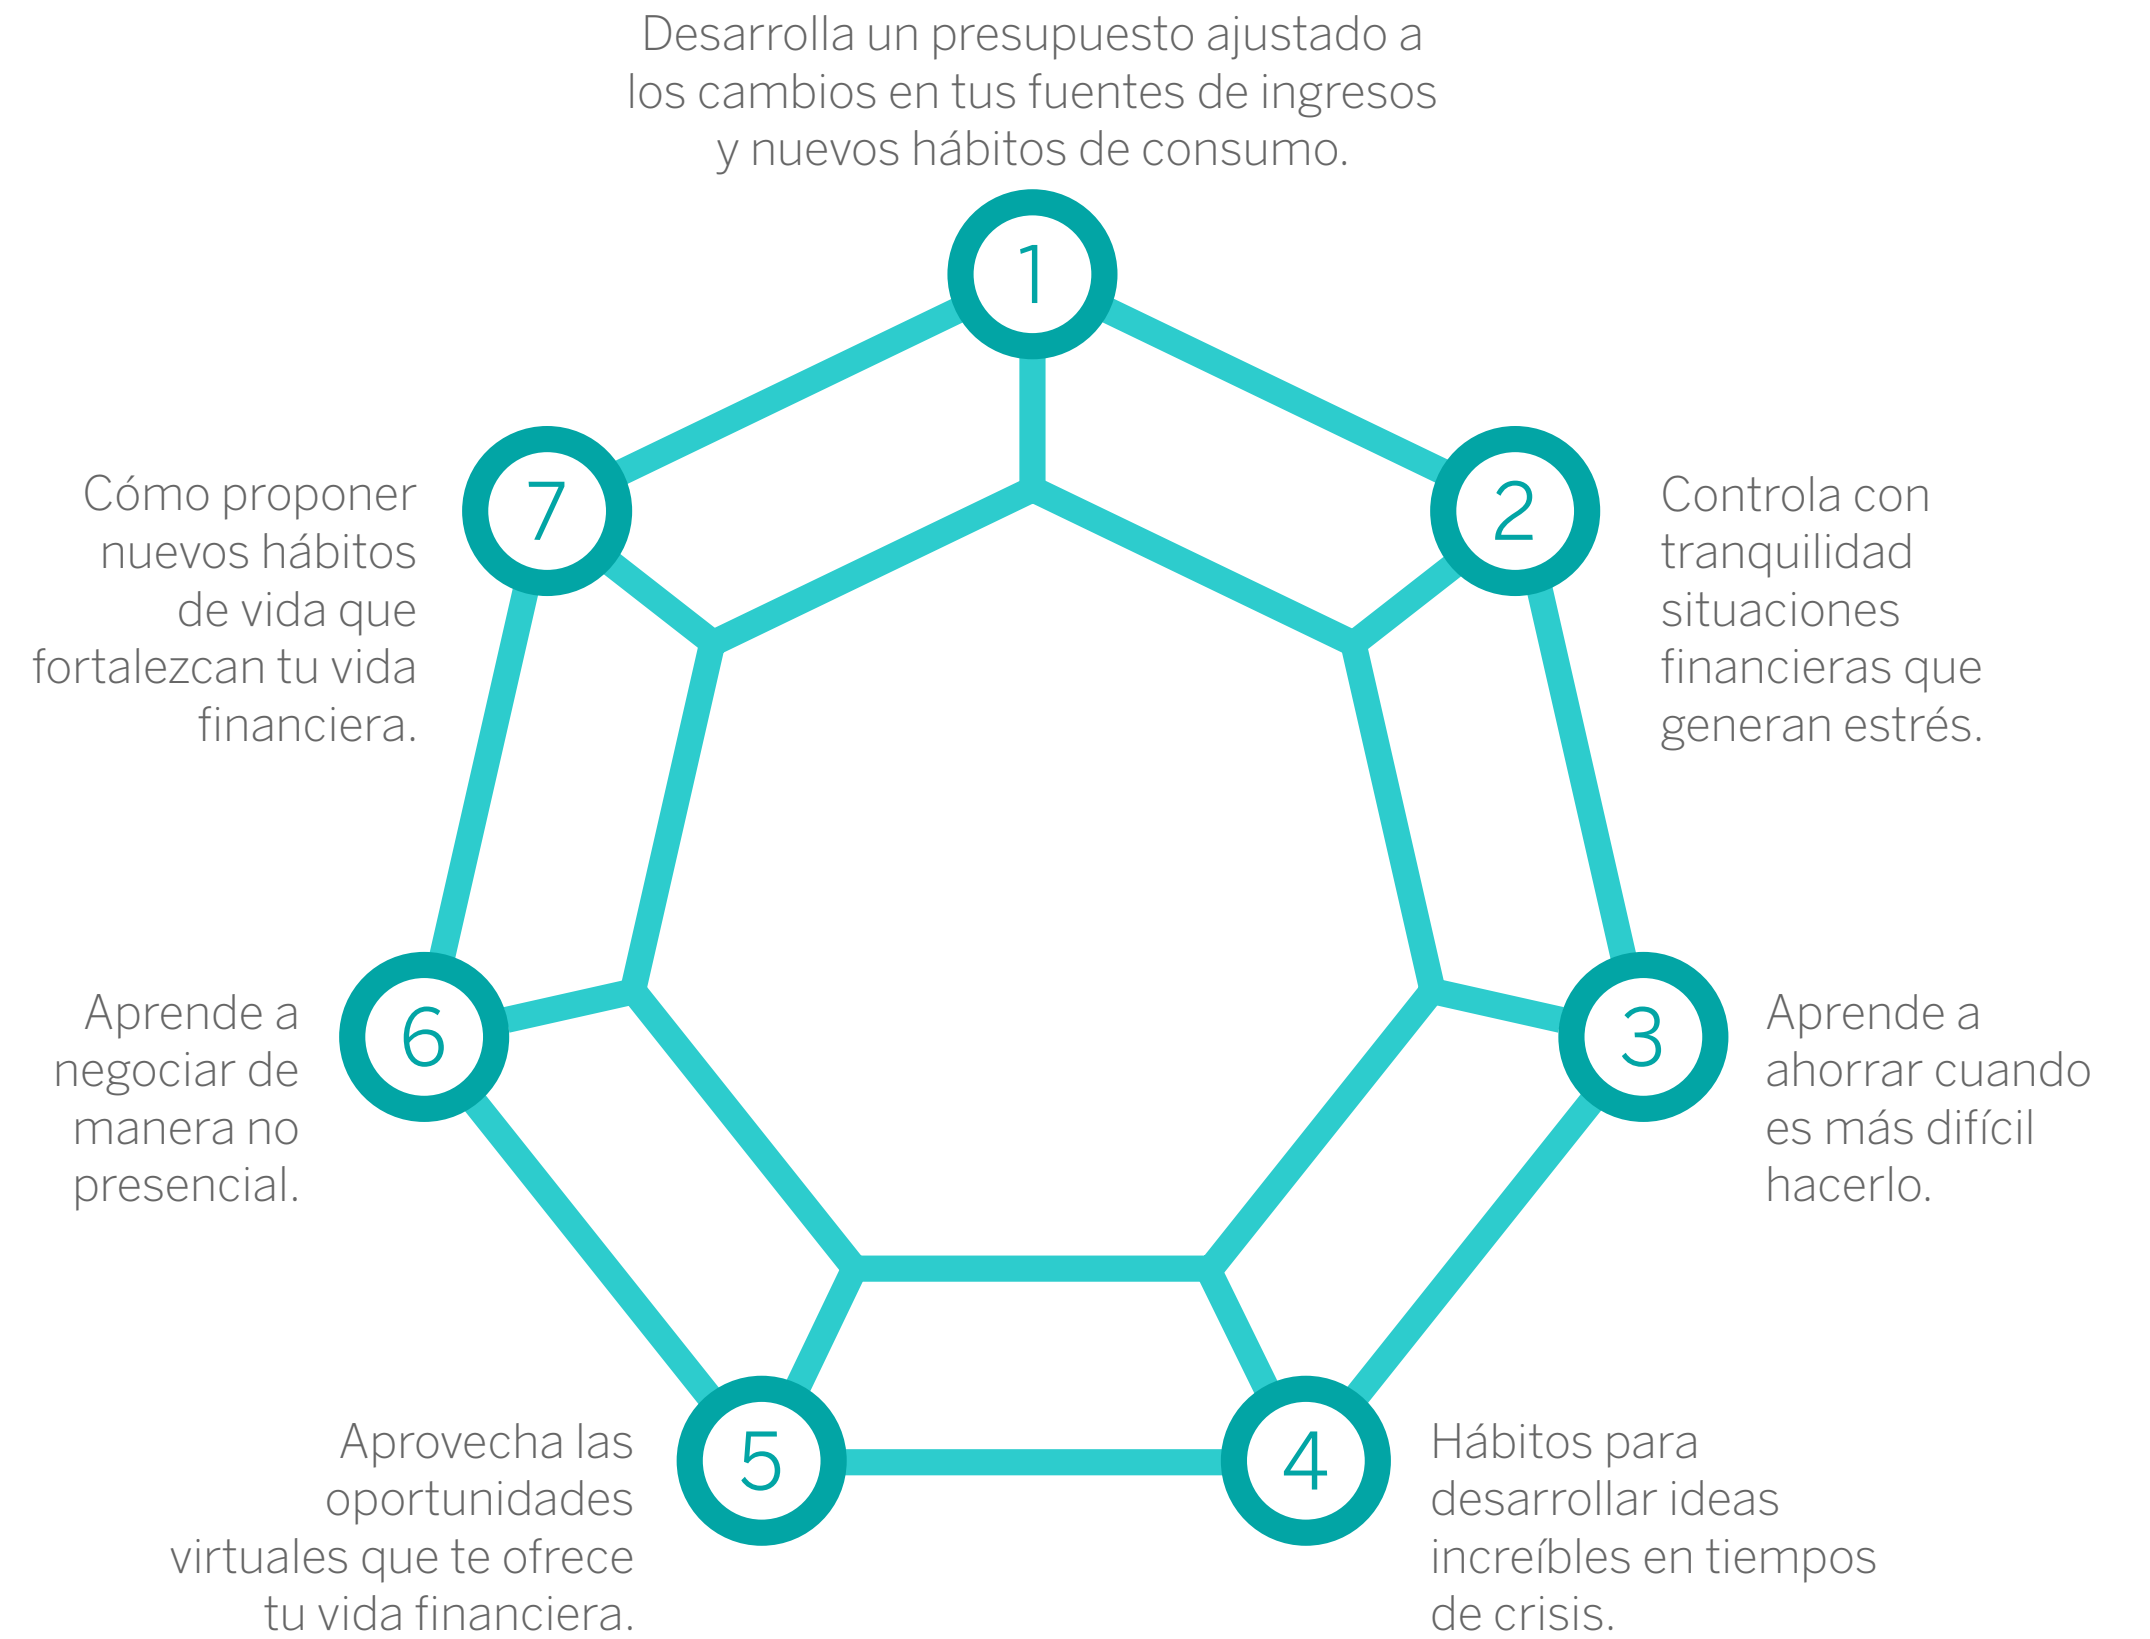 Desarrolla un presupuesto ajustado a
los cambios en tus fuentes de ingresos
y nuevos hábitos de consumo.
1
2
Controla con
tranquilidad
situaciones
financieras que
generan estrés.
3
Aprende a
ahorrar cuando
es más difícil
hacerlo.
4
Hábitos para
desarrollar ideas
increíbles en tiempos
de crisis.
5
Aprovecha las
oportunidades
virtuales que te ofrece
tu vida financiera.
6
Aprende a
negociar de
manera no
presencial.
7
Cómo proponer
nuevos hábitos
de vida que
fortalezcan tu vida
financiera.